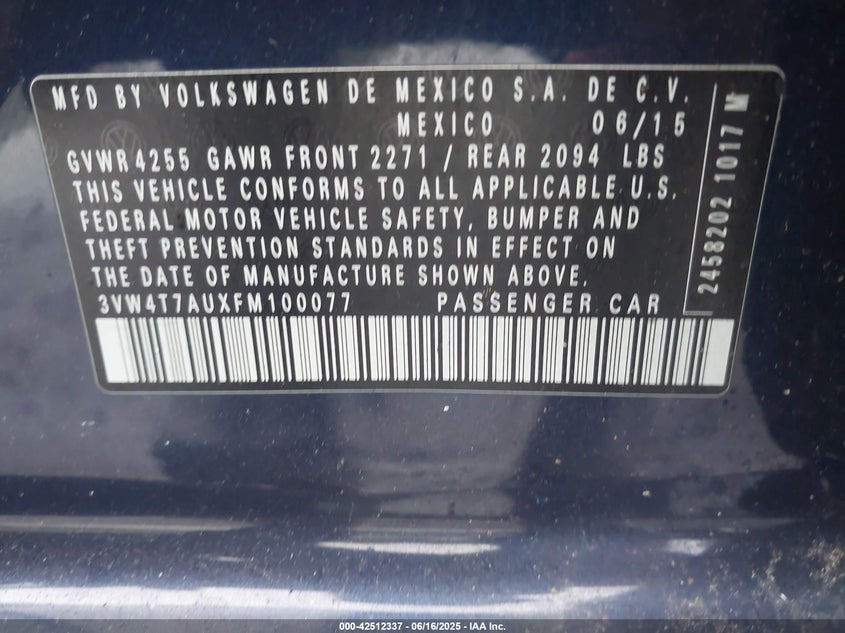 MFD BY VOLKSWAGEN DE MEXICO S.A. DE C.V.
MEXICO 06/15
GVWR 4255 GAWR FRONT 2271 / REAR 2094 LBS
THIS VEHICLE CONFORMS TO ALL APPLICABLE U.S.
FEDERAL MOTOR VEHICLE SAFETY, BUMPER AND
THEFT PREVENTION STANDARDS IN EFFECT ON
THE DATE OF MANUFACTURE SHOWN ABOVE.
3VW4T7AUXFM100077 PASSENGER CAR
2458202 1017 M
000-42512337 - 06/16/2025 - IAA Inc.